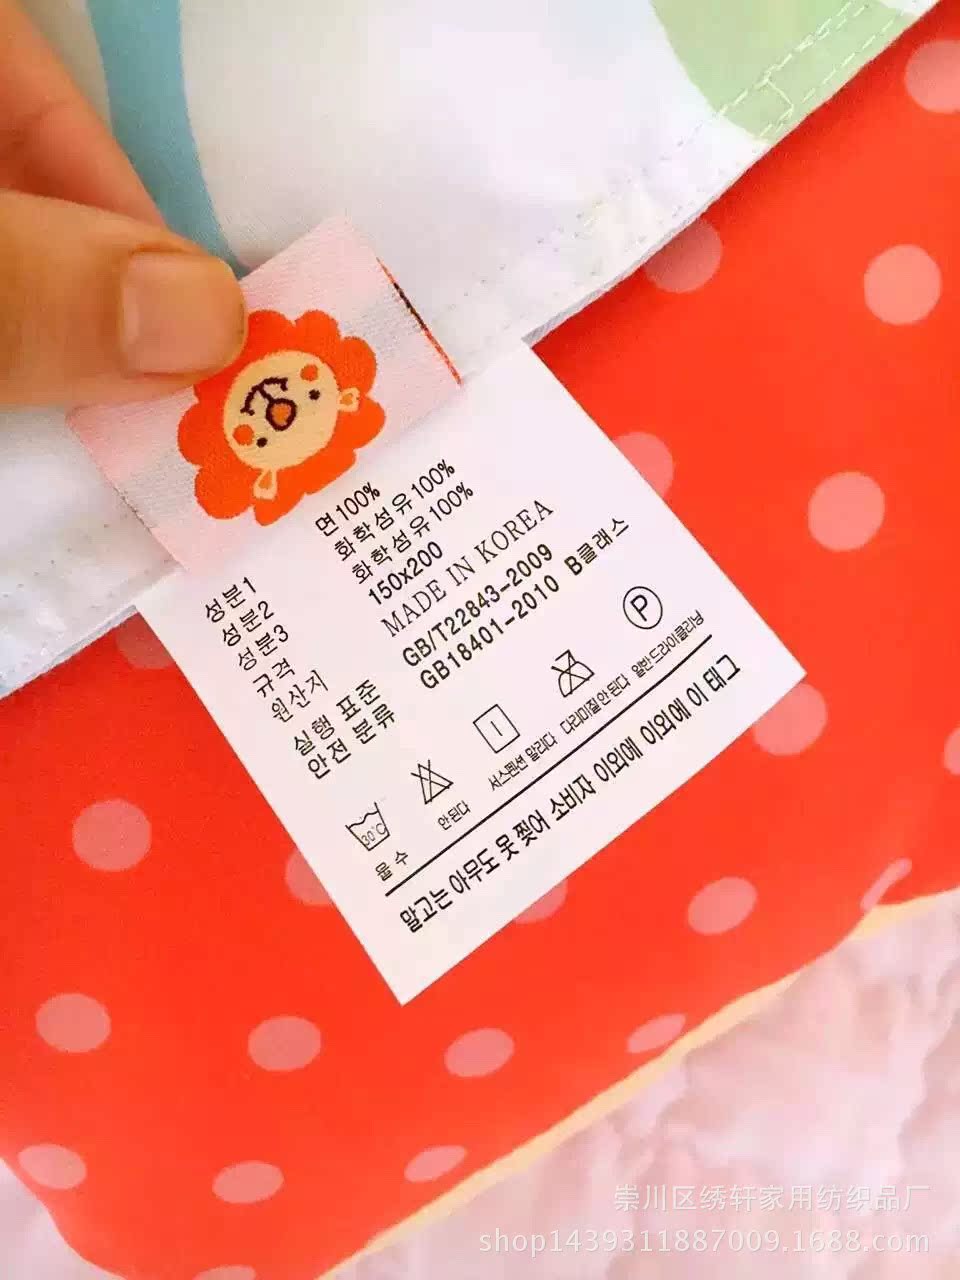 성분1 면100%
성분2 화학섬유100%
성분3 화학섬유100%
규격 150x200
원산지 MADE IN KOREA
실행 표준 GB/T22843-2009
안전 분류 GB18401-2010 B클래스
30°C
P
욜 수 안된다 서스펜션 말리다 다리미질안된다 일반드라이클리닝
말고는 아무도 못 찢어 소비자 이외에 이외에 이 태그
崇川区绣轩家用纺织品厂
shop1439311887009.1688.com